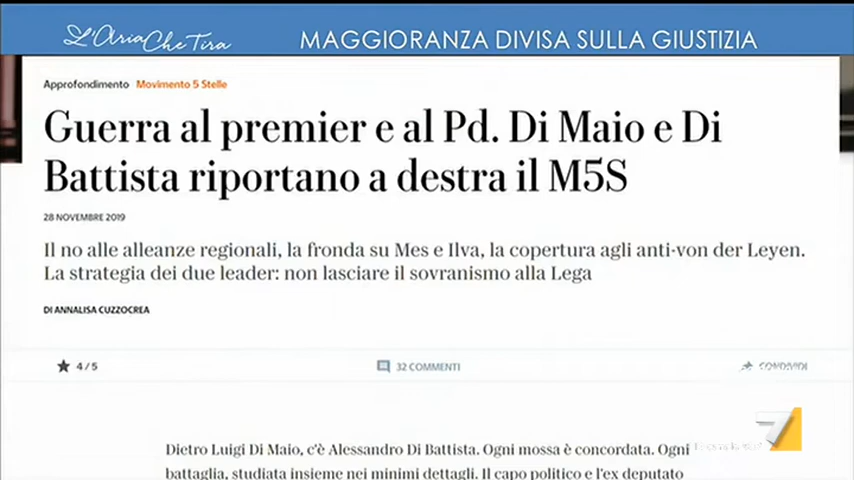 L'Aria Che Tira
MAGGIORANZA DIVISA SULLA GIUSTIZIA
Approfondimento Movimento 5 Stelle
Guerra al premier e al Pd. Di Maio e Di
Battista riportano a destra il M5S
28 NOVEMBRE 2019
Il no alle alleanze regionali, la fronda su Mes e Ilva, la copertura agli anti-von der Leyen.
La strategia dei due leader: non lasciare il sovranismo alla Lega
DI ANNALISA CUZZOCREA
4/5
32 COMMENTI
CONDIVIDI
7
Dietro Luigi Di Maio, c'è Alessandro Di Battista. Ogni mossa è concordata. Ogni
battaglia, studiata insieme nei minimi dettagli. Il capo politico e l'ex deputato